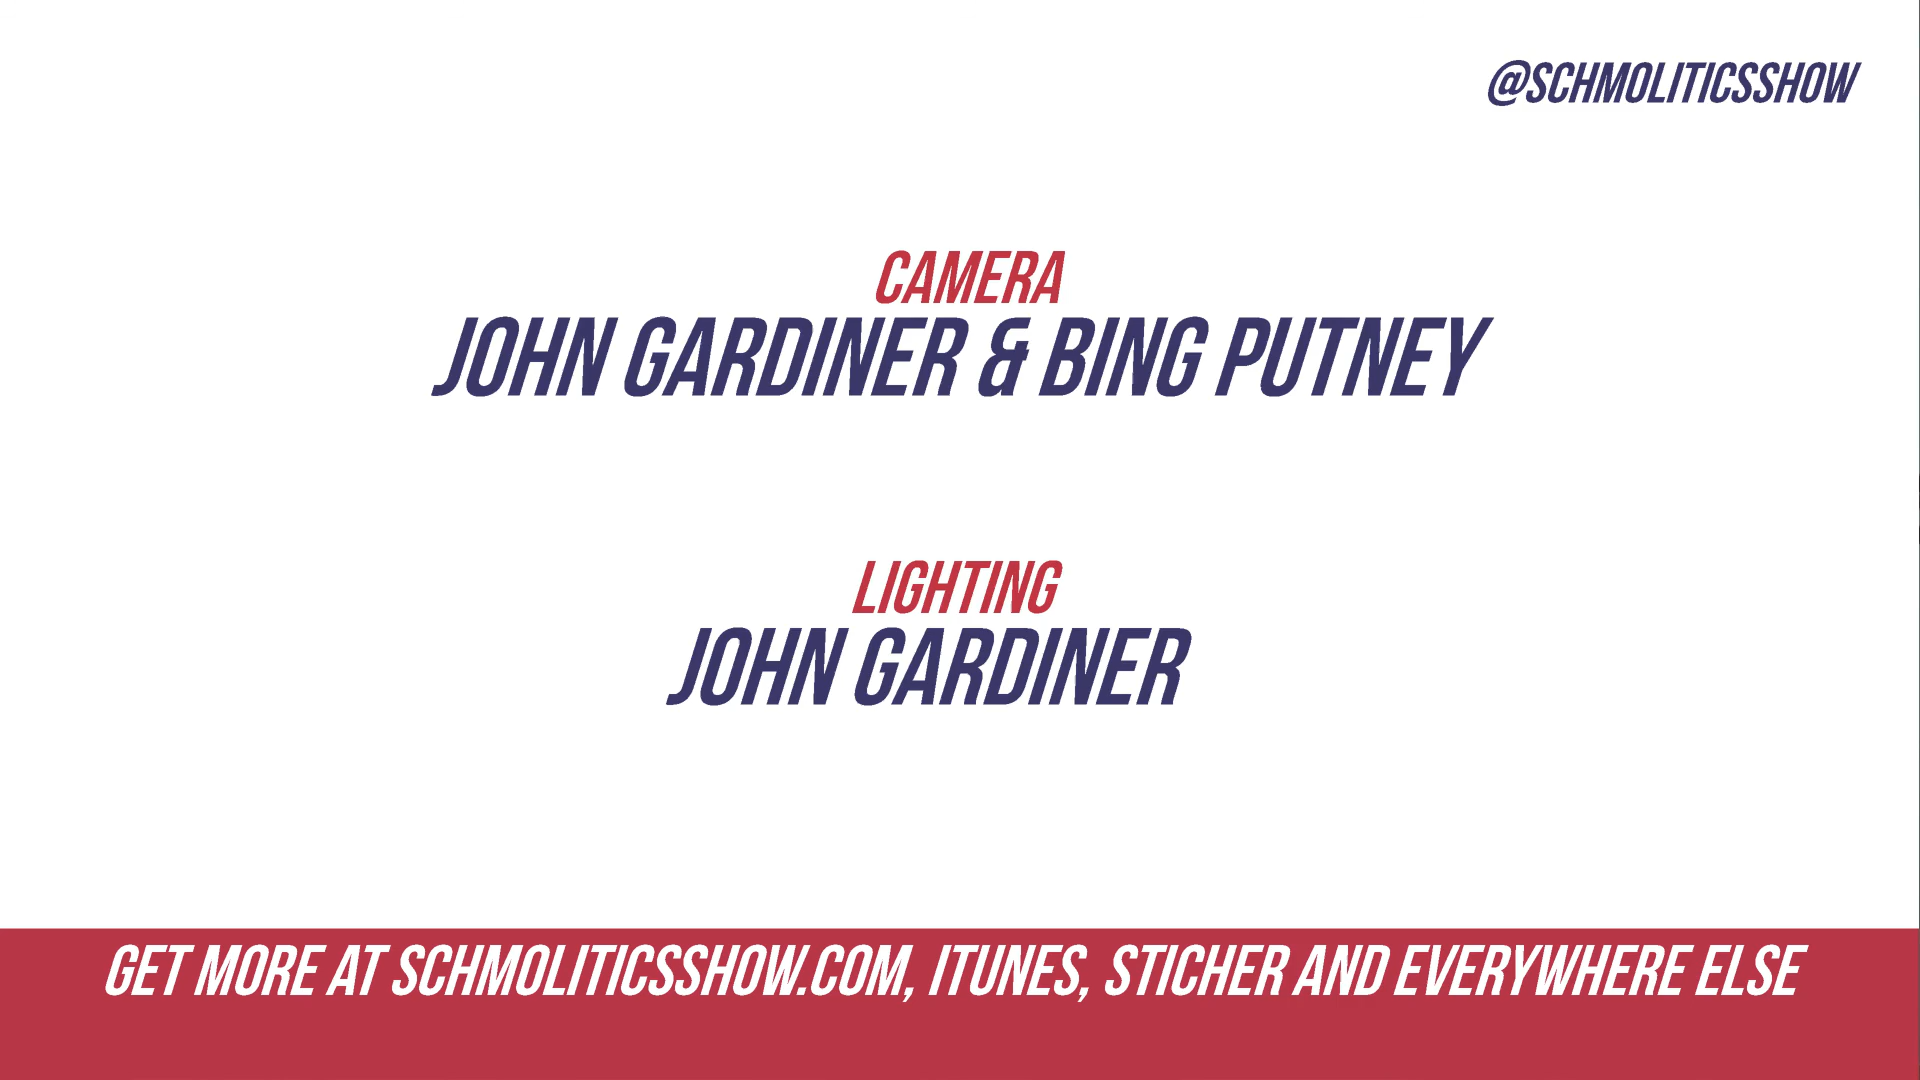 @SCHMOLITICSSHOW
CAMERA
JOHN GARDINER & BING PUTNEY
LIGHTING
JOHN GARDINER
GET MORE AT SCHMOLITICSSHOW.COM, ITUNES, STICHER AND EVERYWHERE ELSE